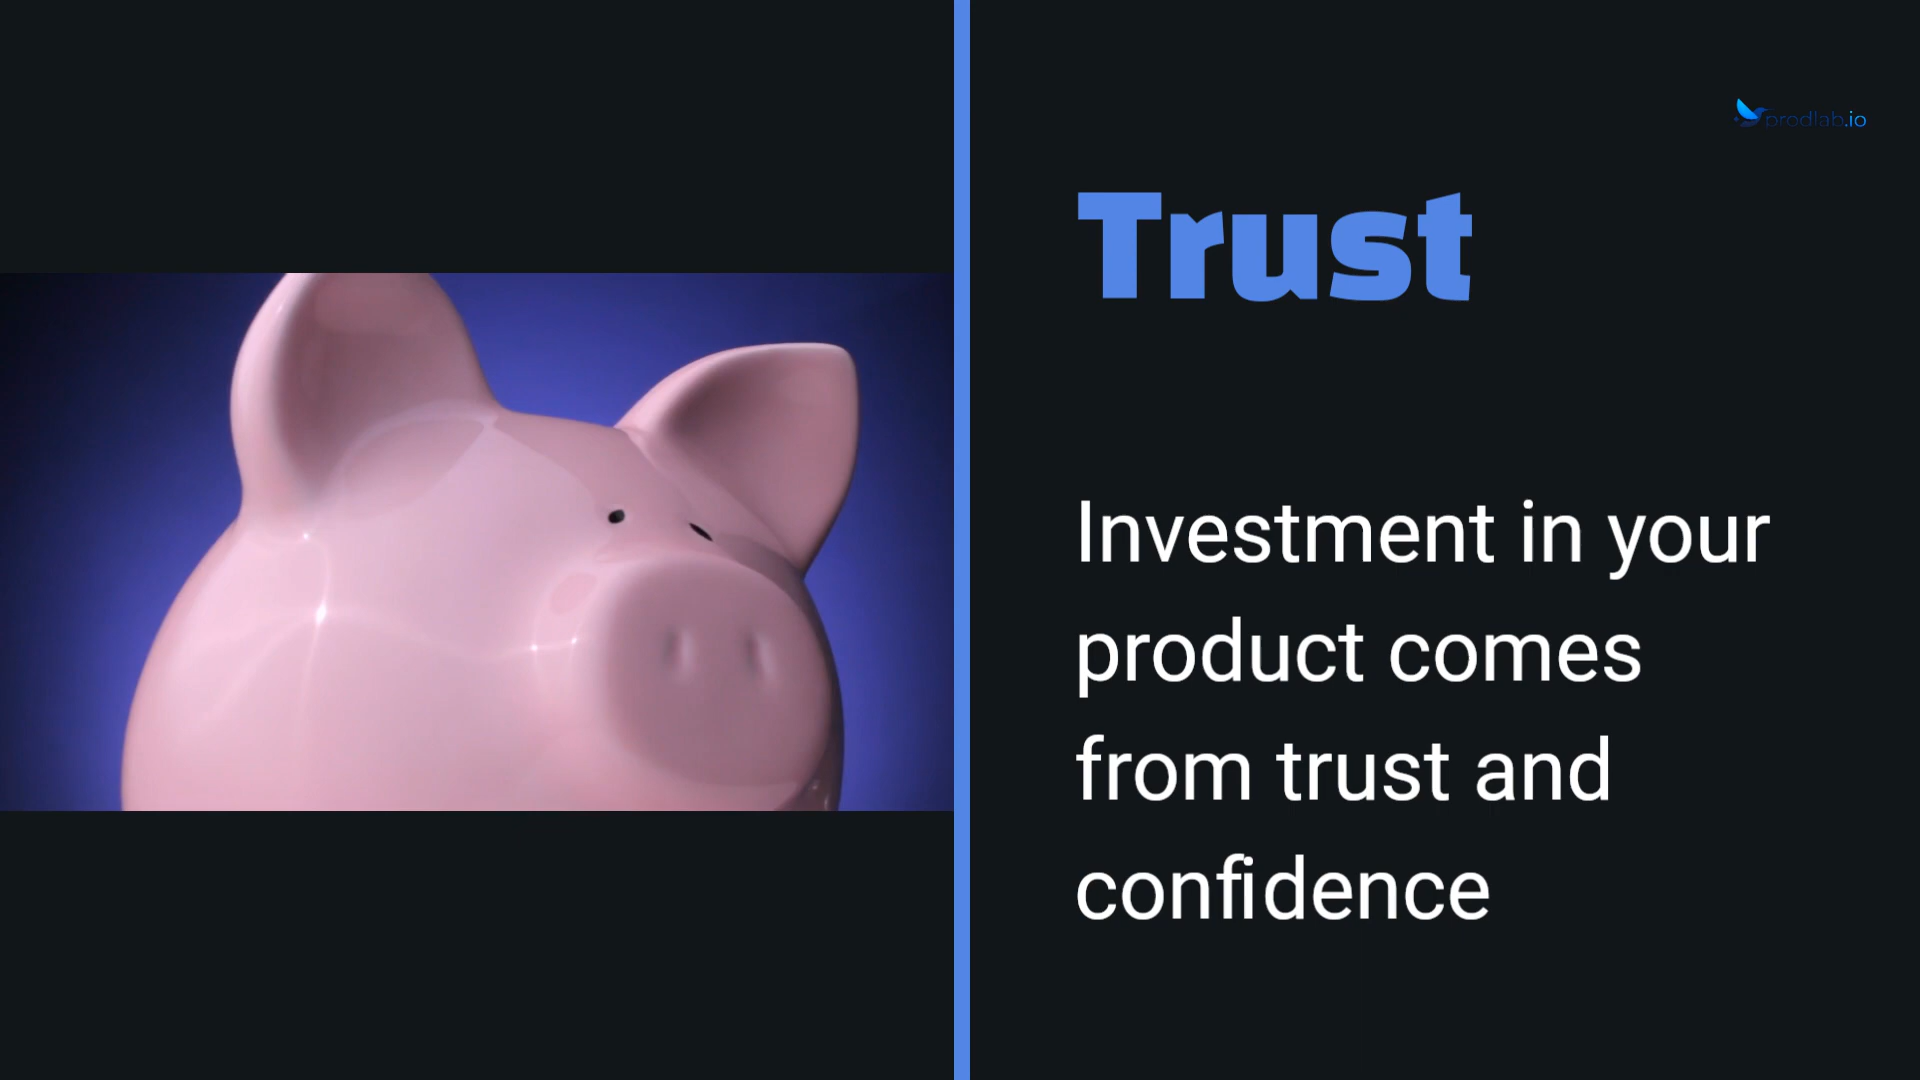 prodlab.io
Trust
Investment in your
product comes
from trust and
confidence